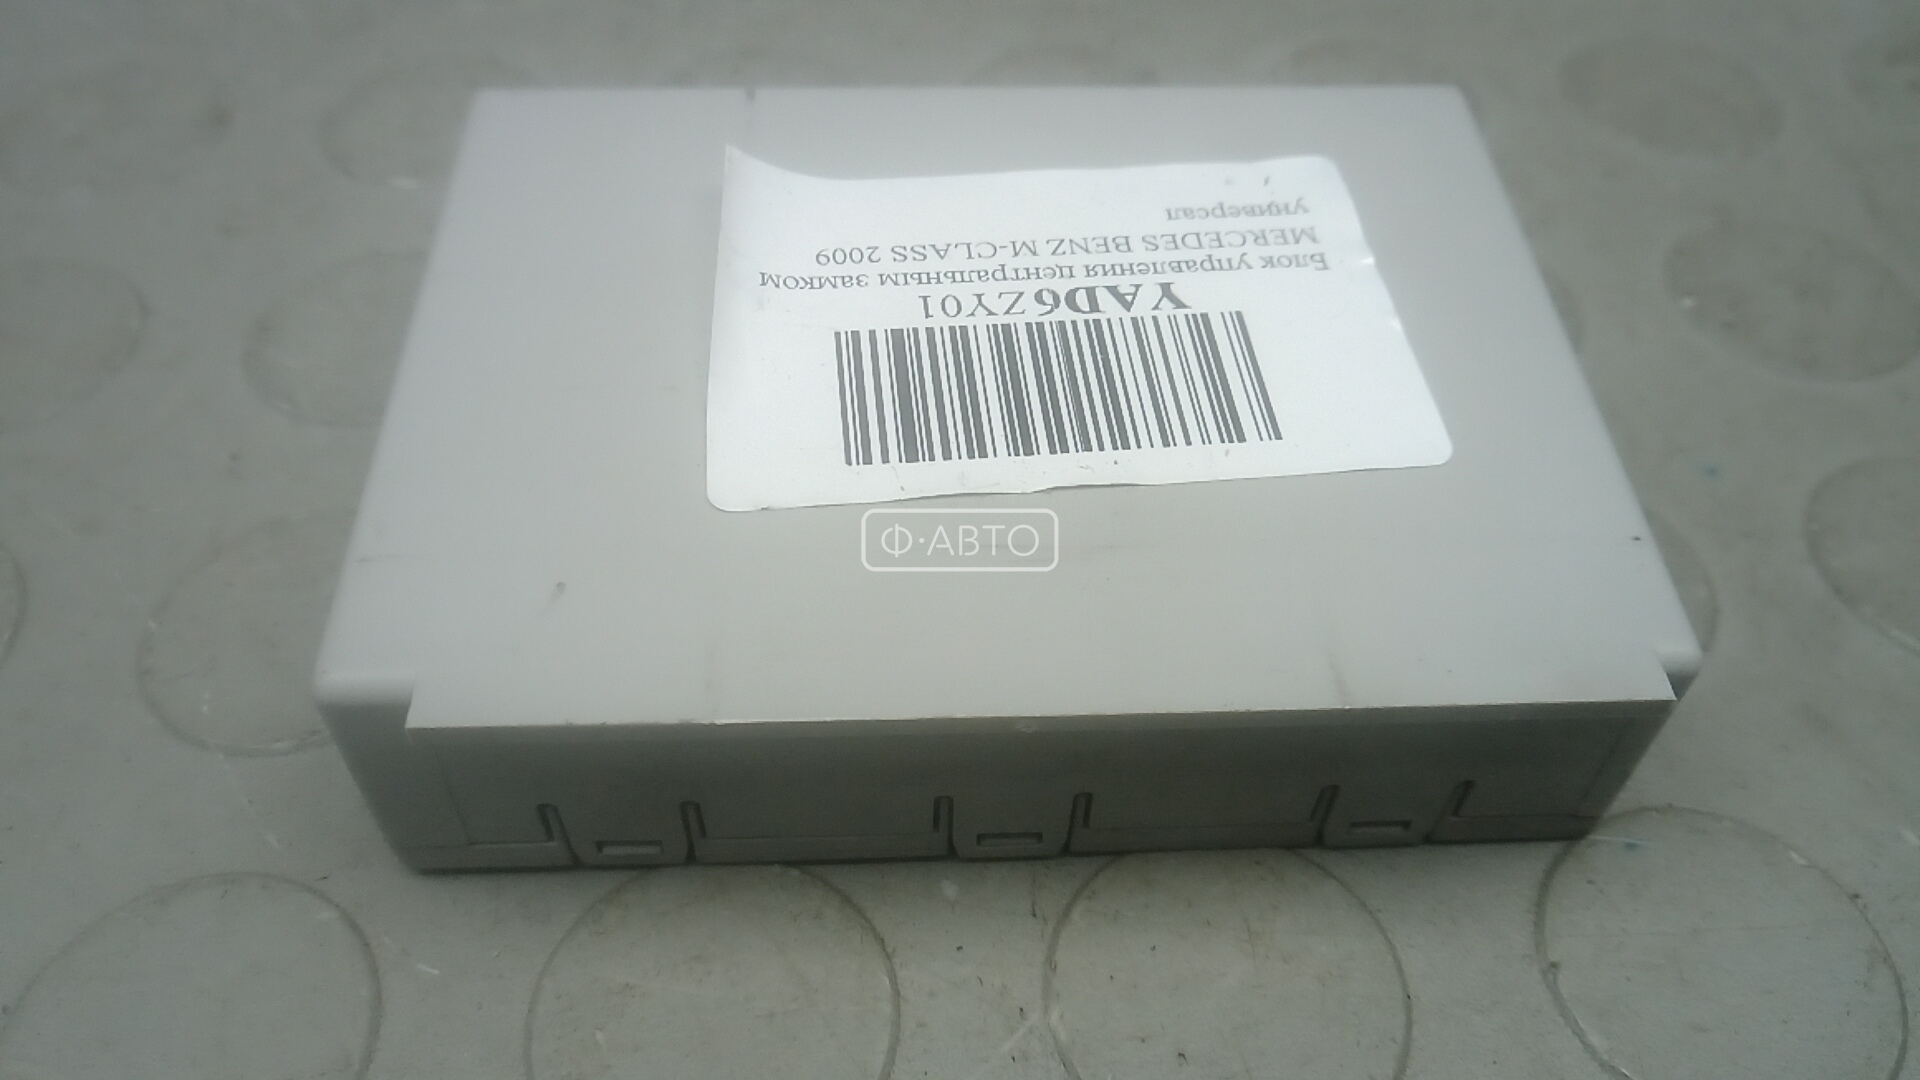 YAD6ZY01
Блок управления центральным замком
MERCEDES BENZ M-CLASS 2009
универсал
Ф·АВТО